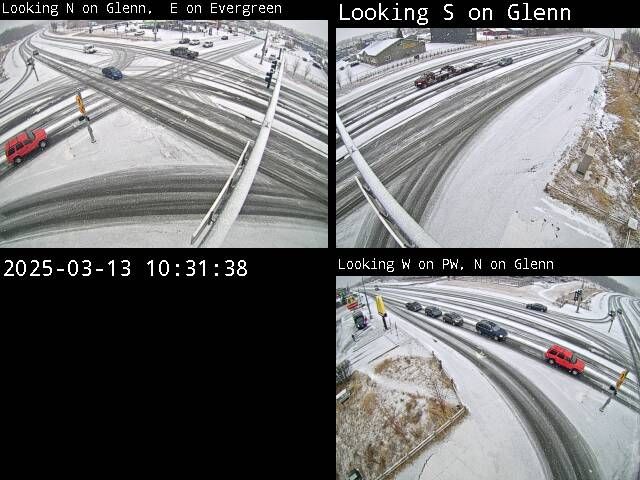 Looking N on Glenn, E on Evergreen
Looking S on Glenn
2025-03-13 10:31:38
Looking W on PW, N on Glenn